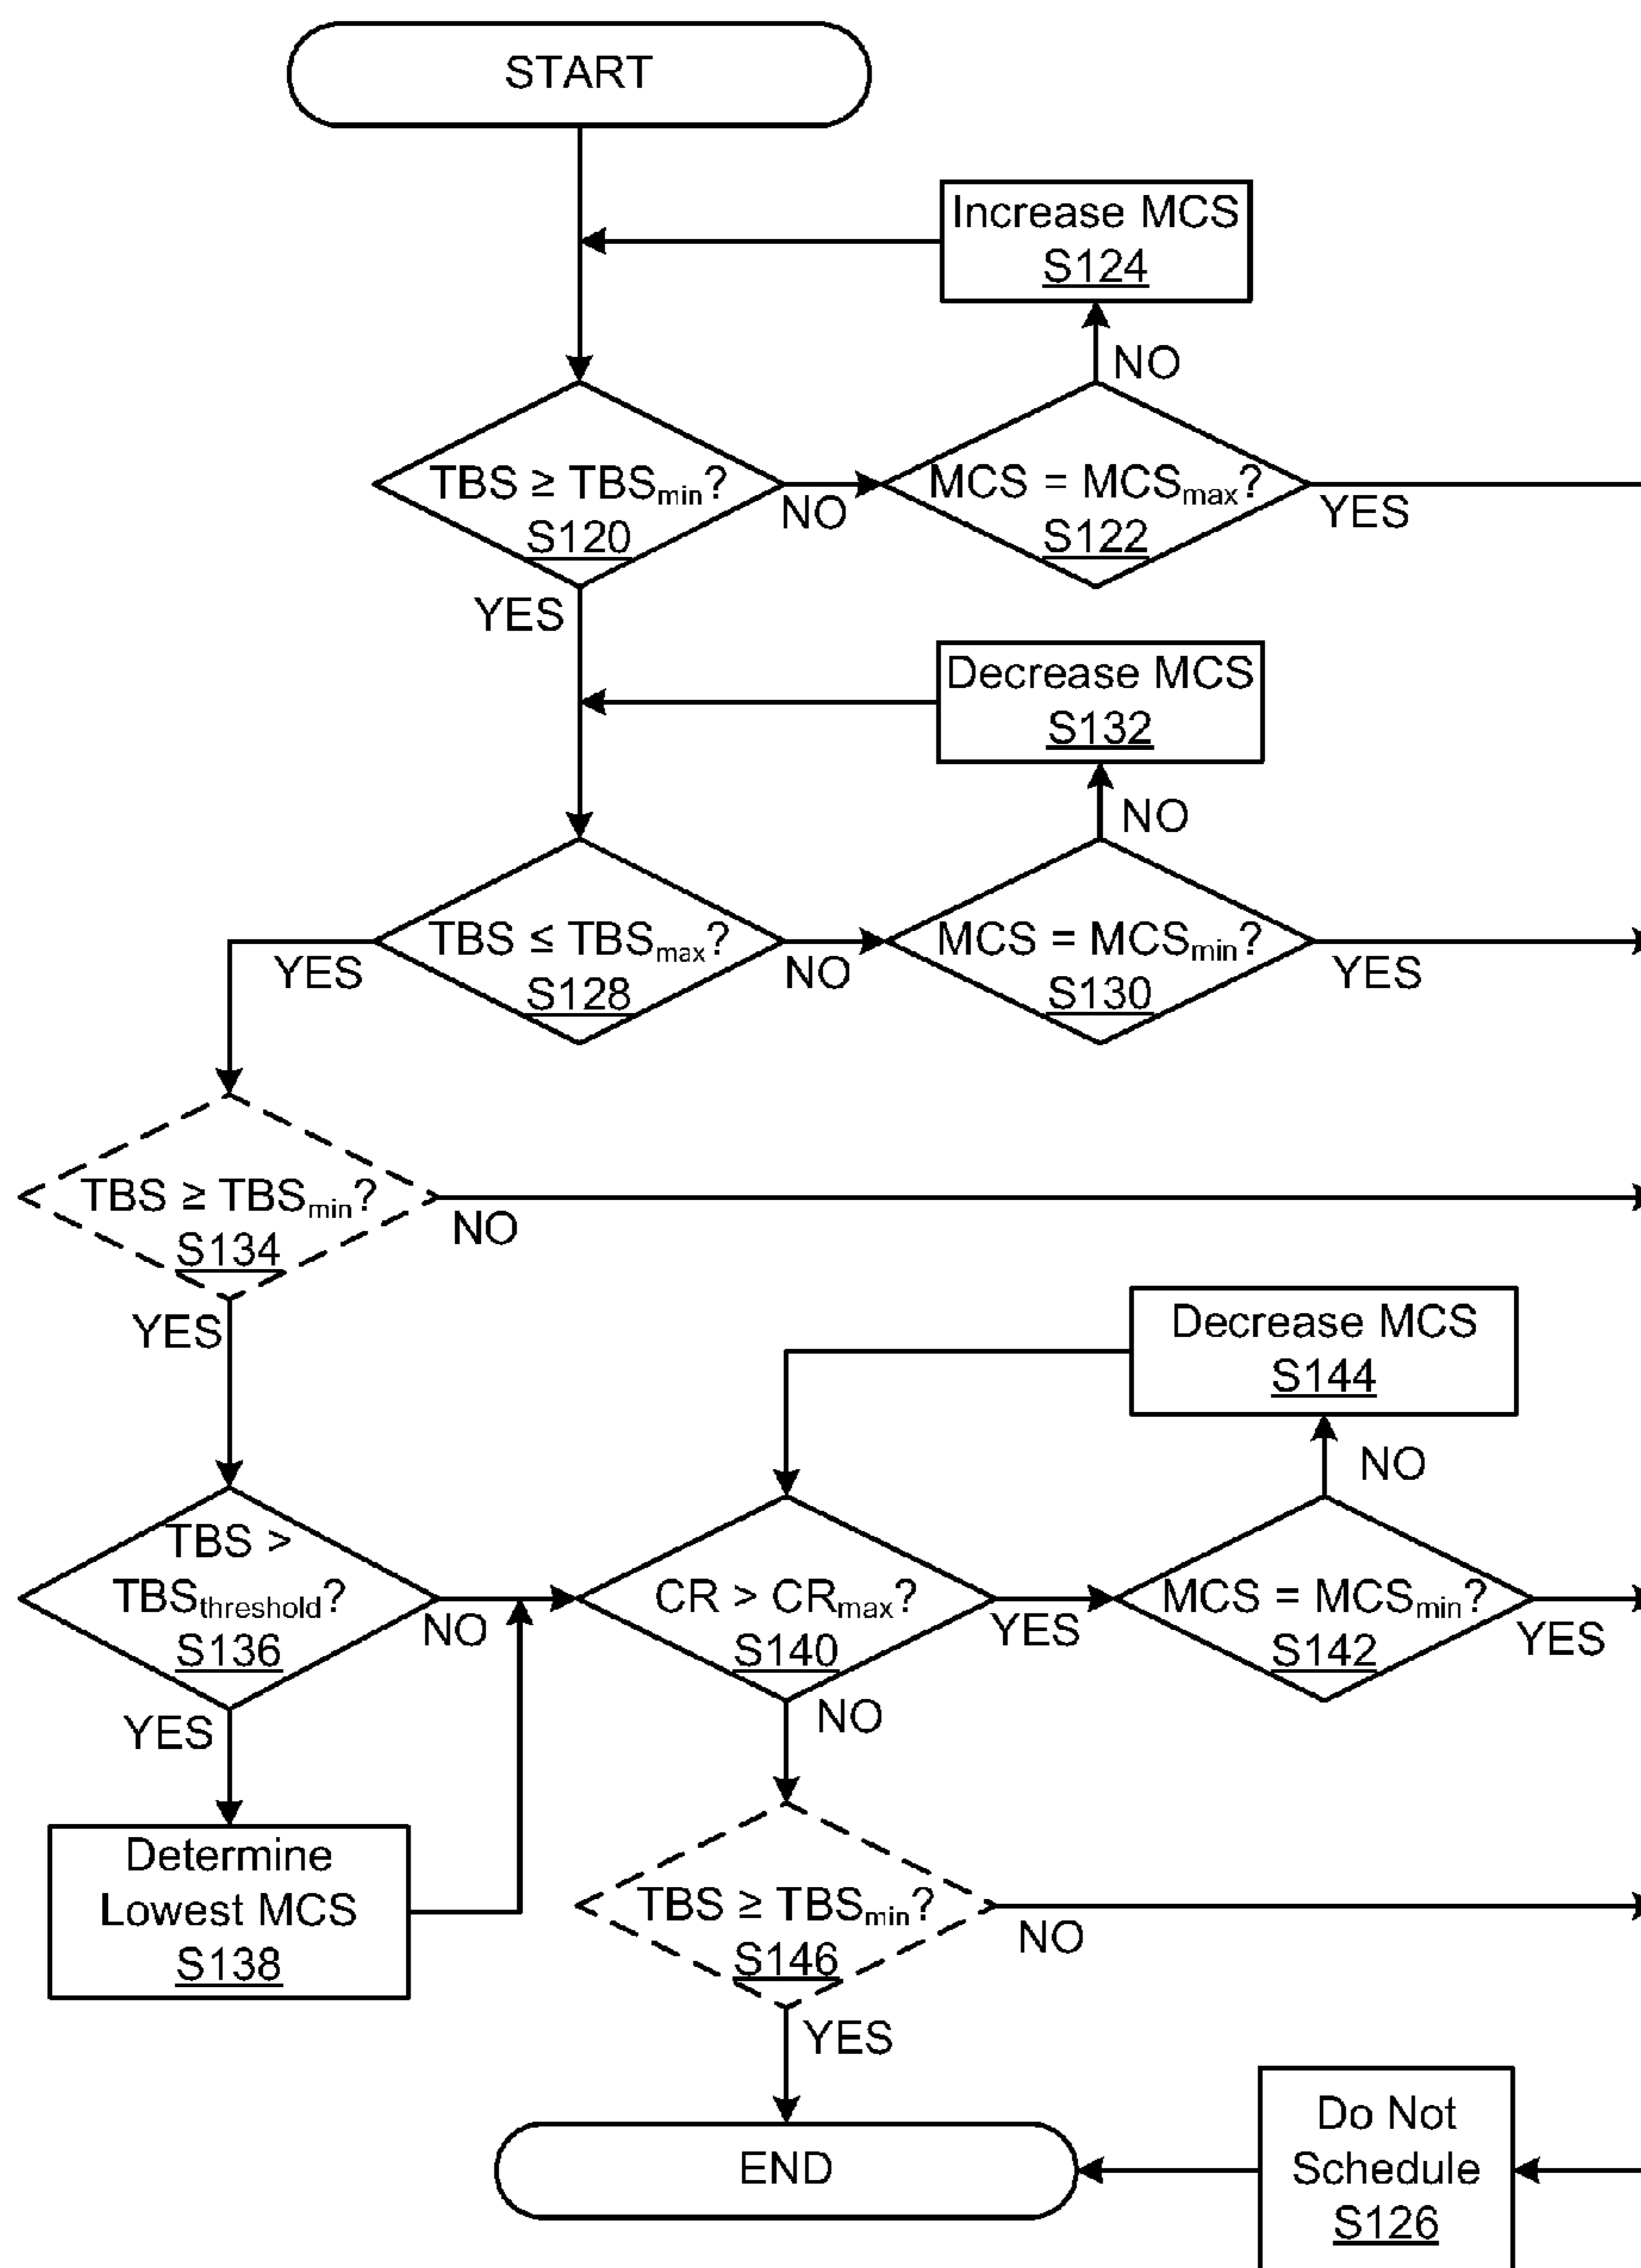 START
Increase MCS
S124
NO
TBS ≥ TBSmin?
S120
NO
MCS = MCSmax?
S122
YES
YES
Decrease MCS
S132
NO
TBS ≤ TBSmax?
S128
YES
NO
MCS = MCSmin?
S130
YES
TBS ≥ TBSmin?
S134
NO
YES
Decrease MCS
S144
NO
TBS >
TBSthreshold?
S136
NO
CR > CRmax?
S140
YES
MCS = MCSmin?
S142
YES
YES
NO
Determine
Lowest MCS
S138
TBS ≥ TBSmin?
S146
NO
YES
END
Do Not
Schedule
S126